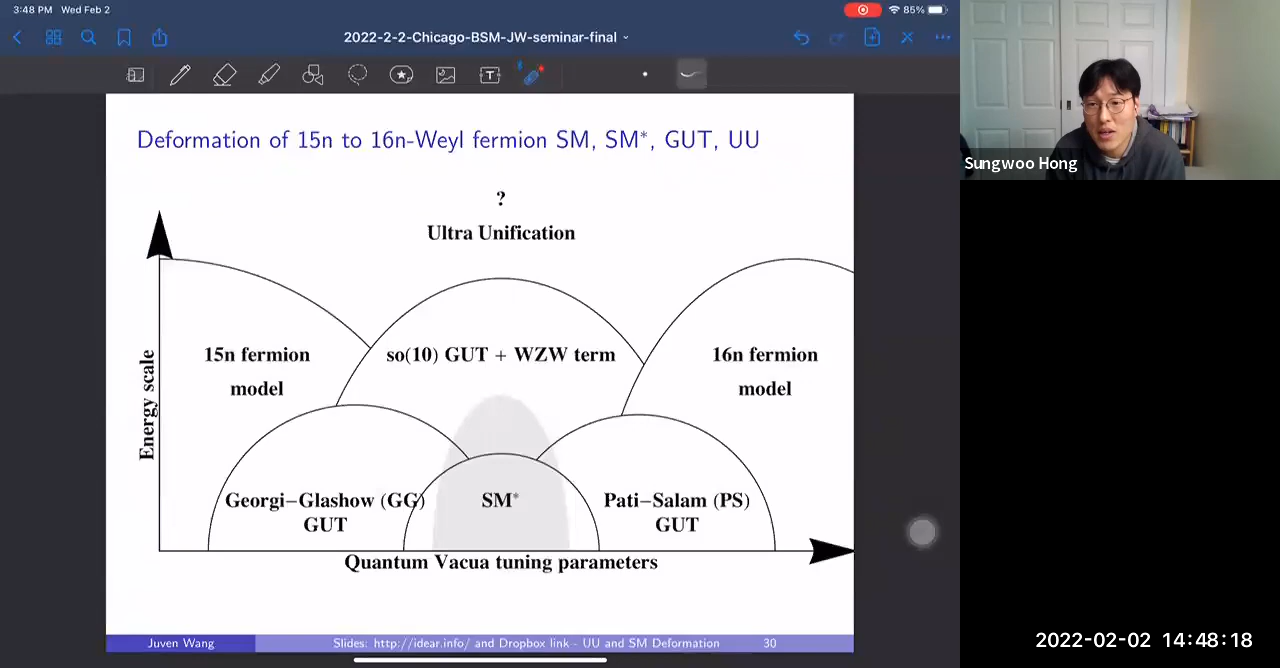 3:48 PM Wed Feb 2
85%
2022-2-2-Chicago-BSM-JW-seminar-final
Deformation of 15n to 16n-Weyl fermion SM, SM*, GUT, UU
?
Ultra Unification
15n fermion
model
so(10) GUT + WZW term
16n fermion
model
Energy scale
Georgi−Glashow (GG)
GUT
SM*
Pati−Salam (PS)
GUT
Quantum Vacua tuning parameters
Juven Wang
Slides: http://idear.info/ and Dropbox link - UU and SM Deformation
30
Sungwoo Hong
2022-02-02 14:48:18